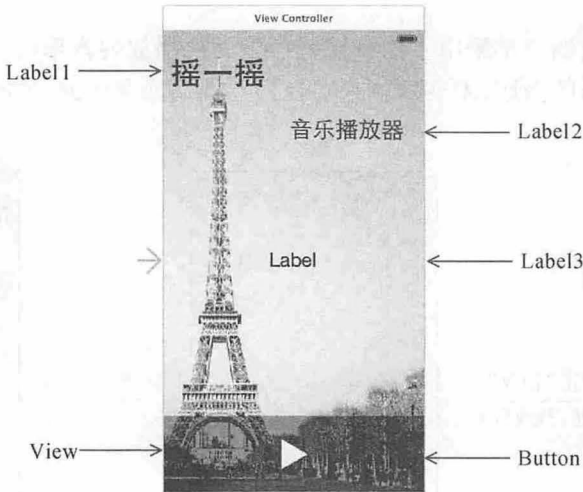 View Controller
Label1
摇一摇
音乐播放器
Label2
Label
Label3
View
Button